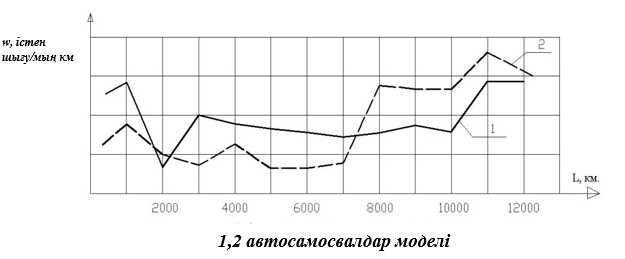 w, істен
шығу/мың км
2
1
L, км.
2000 4000 6000 8000 10000 12000
1,2 автосамосвалдар моделі